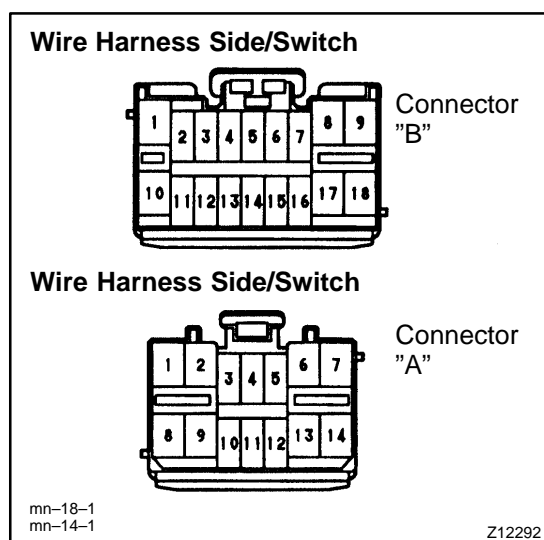 Wire Harness Side/Switch
Connector
"B"
1 2 3 4 5 6 7 8 9
10 11 12 13 14 15 16 17 18
Wire Harness Side/Switch
Connector
"A"
1 2 3 4 5 6 7
8 9 10 11 12 13 14
mn–18–1
mn–14–1
Z12292